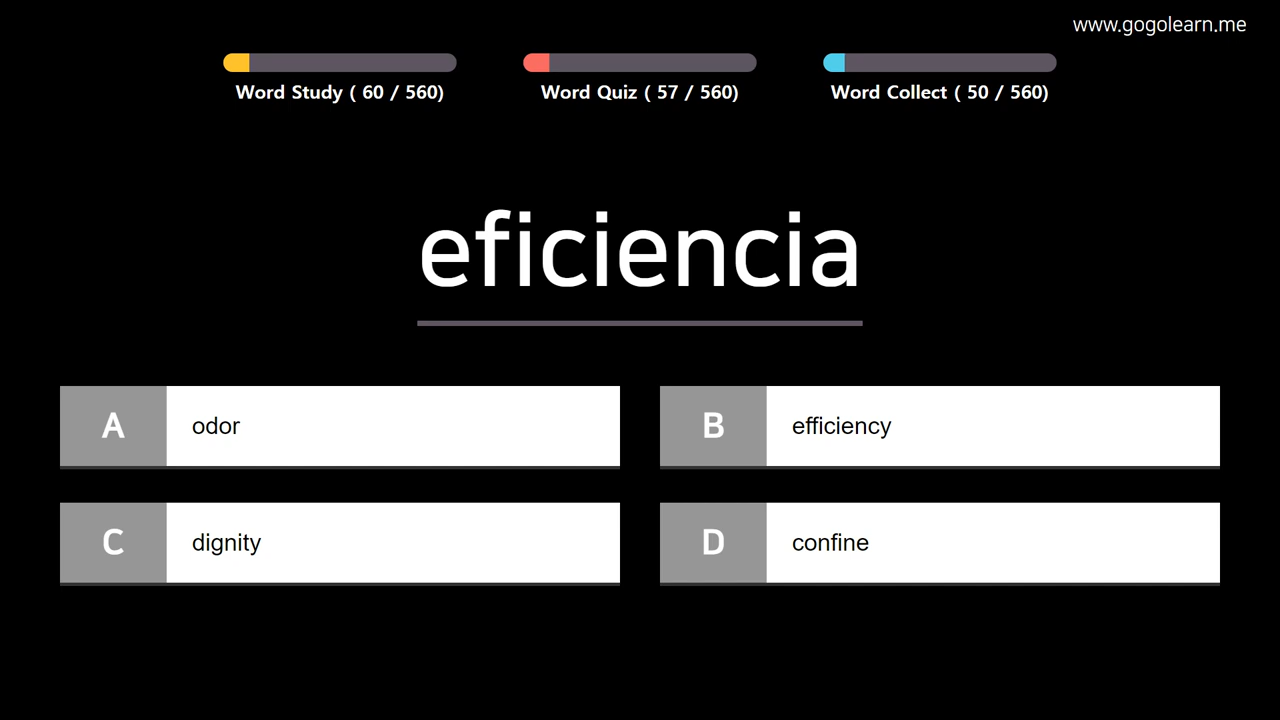 www.gogolearn.me
Word Study ( 60 / 560)
Word Quiz ( 57 / 560)
Word Collect ( 50 / 560)
eficiencia
A odor
B efficiency
C dignity
D confine